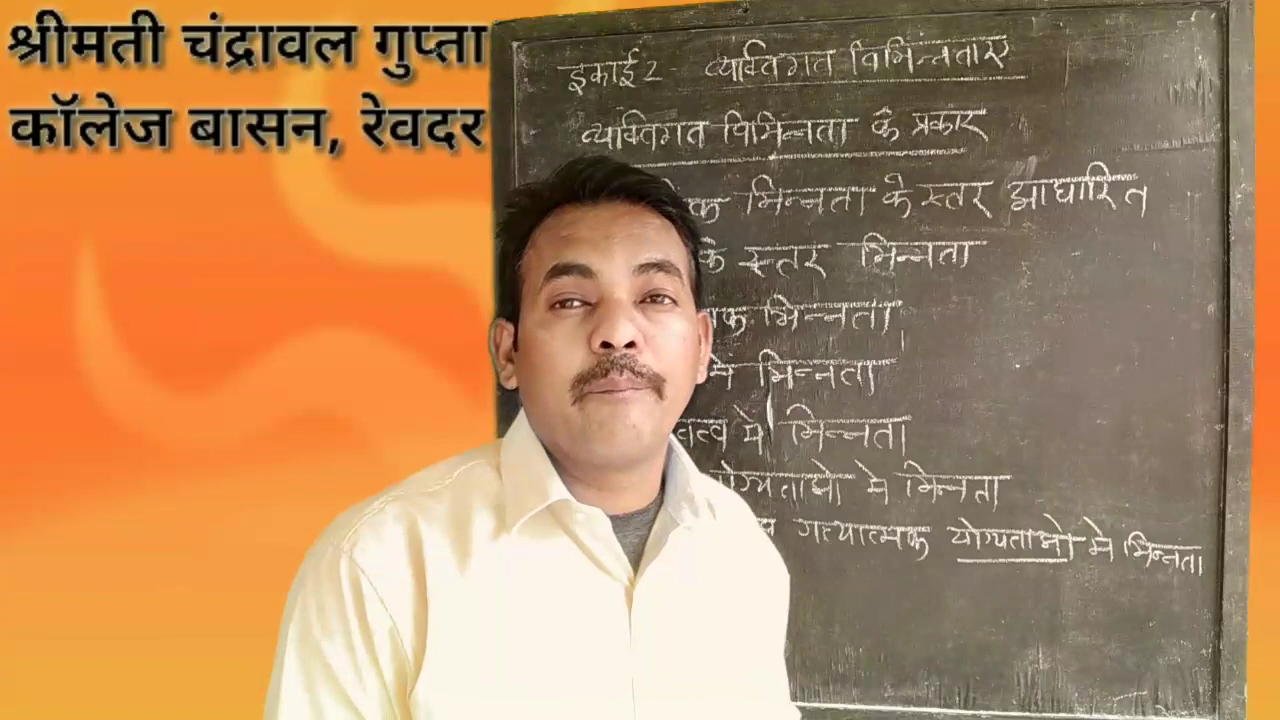 श्रीमती चंद्रावल गुप्ता
कॉलेज बासन, रेवदर
इकाई 2 - व्यक्तिगत विभिन्नताए
व्यक्तिगत विभिन्नता के प्रकार
भिन्नता के स्तर आधारित
के स्तर भिन्नता
भिन्नता
में भिन्नता
में भिन्नता
में भिन्नता
गत्यात्मक योग्यताओ मे भिन्नता